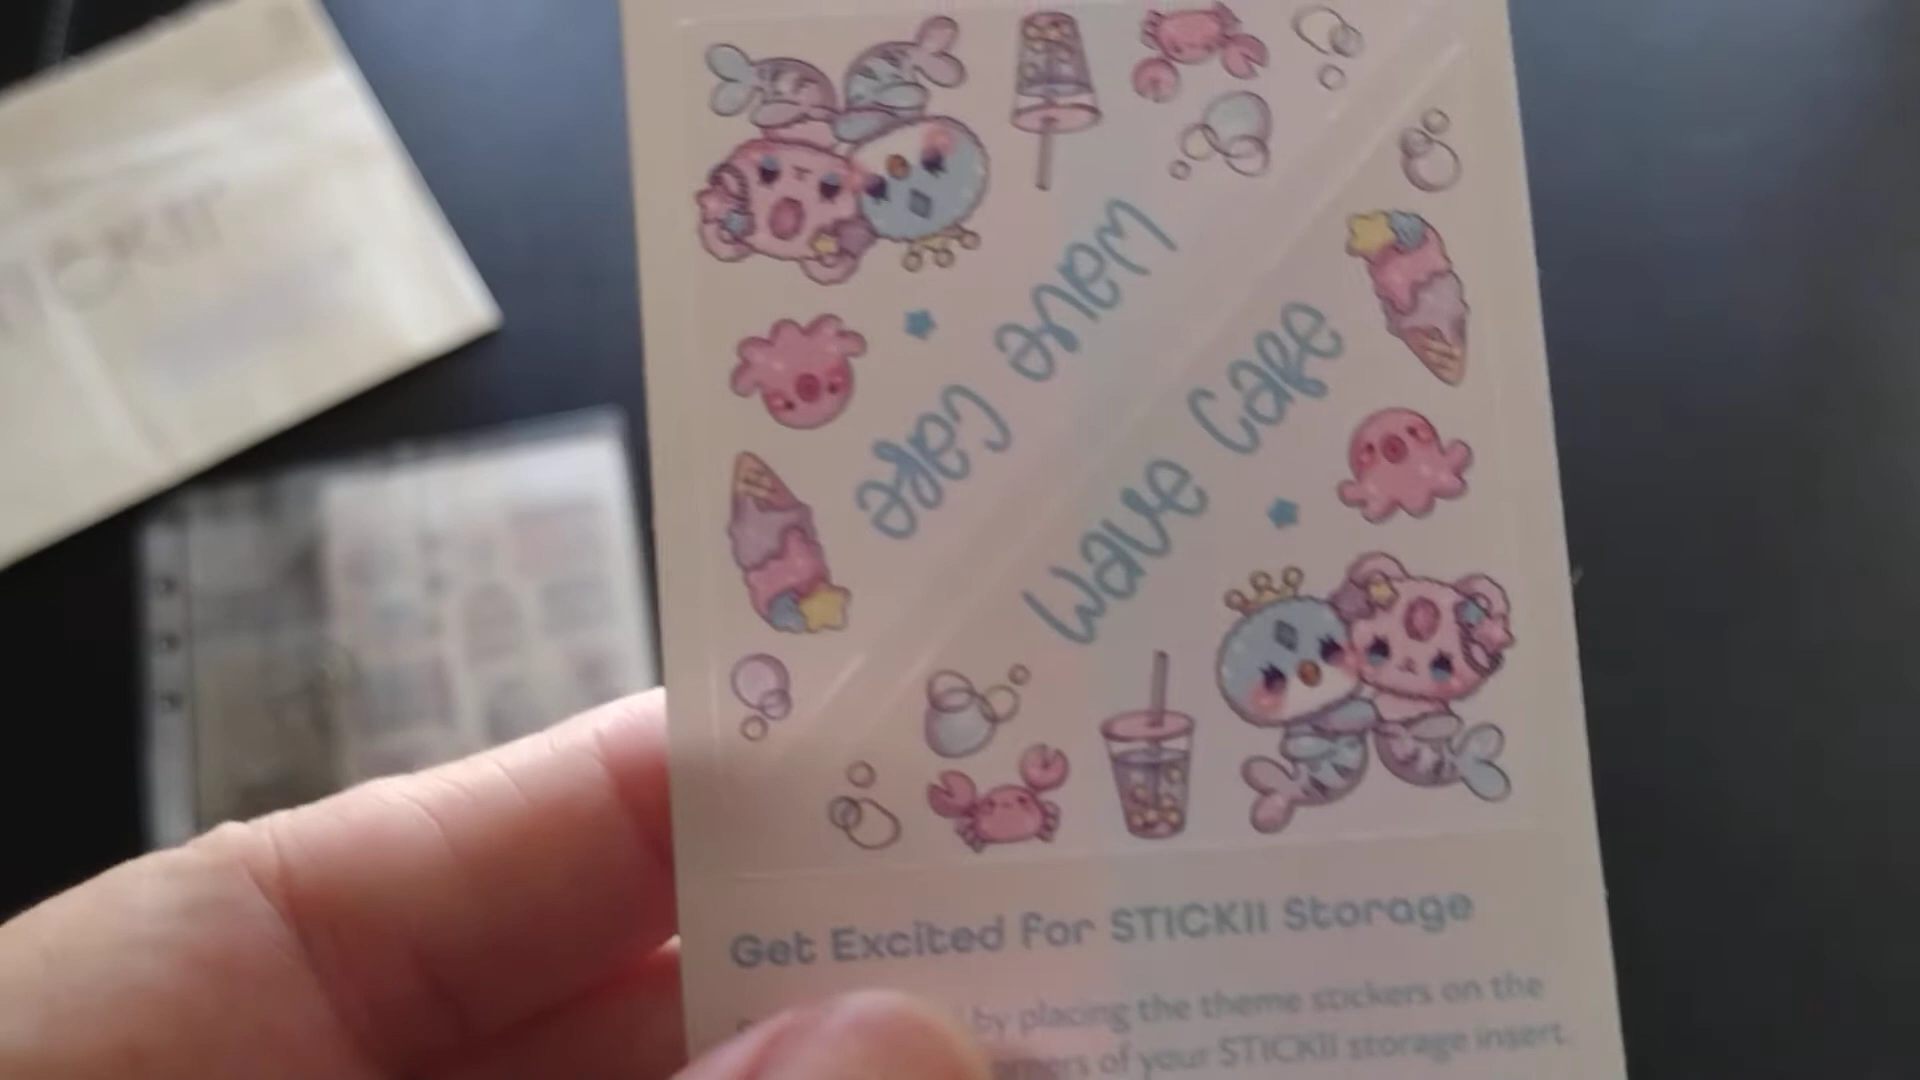 Wave Cafe
Wave Cafe
Get Excited for STICKII Storage
by placing the theme stickers on the
of your STICKII storage insert.